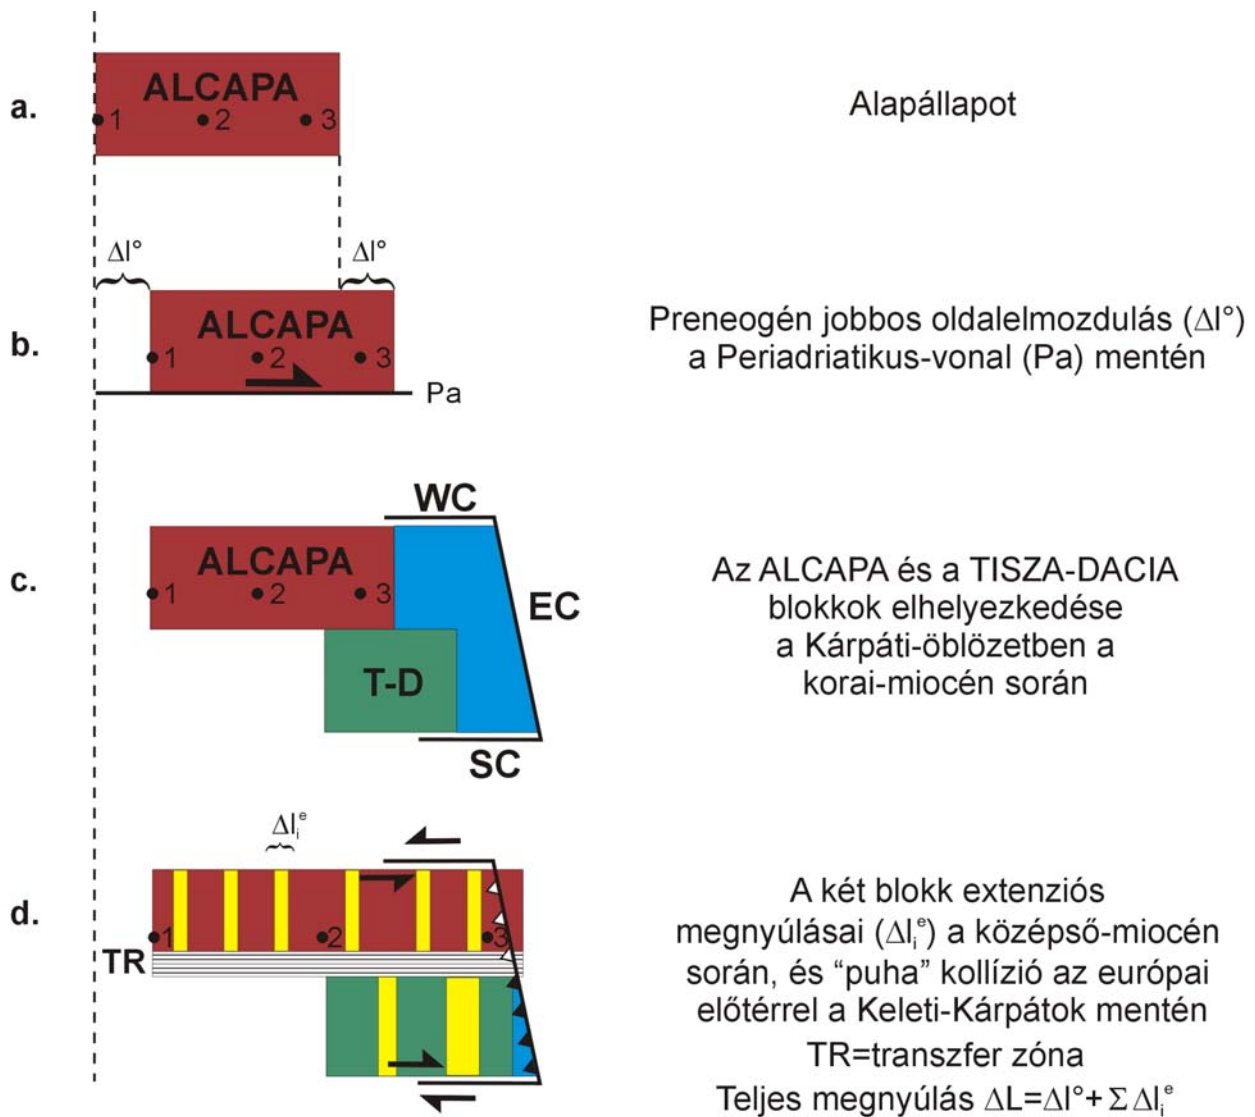 a.
ALCAPA
1 2 3
Alapállapot
Δl° Δl°
b.
ALCAPA
1 2 3
Pa
Preneogén jobbos oldalelmozdulás (Δl°)
a Periadriatikus-vonal (Pa) mentén
c.
WC
ALCAPA
1 2 3
EC
T-D
SC
Az ALCAPA és a TISZA-DACIA
blokkok elhelyezkedése
a Kárpáti-öblözetben a
korai-miocén során
Δlᵢᵉ
d.
1 2 3
TR
A két blokk extenziós
megnyúlásai (Δlᵢᵉ) a középső-miocén
során, és “puha” kollízió az európai
előtérrel a Keleti-Kárpátok mentén
TR=transzfer zóna
Teljes megnyúlás ΔL=Δl°+ΣΔlᵢᵉ